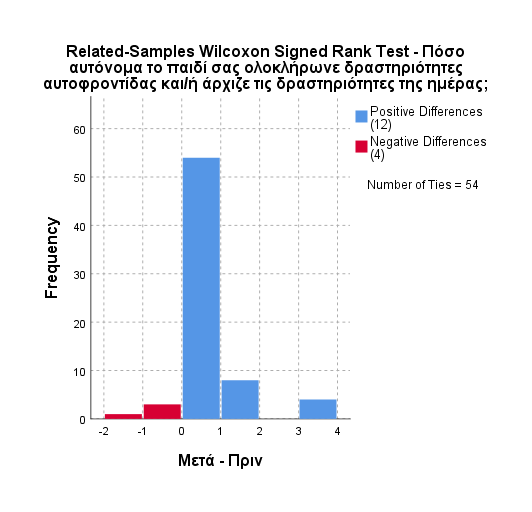 Related-Samples Wilcoxon Signed Rank Test - Πόσο
αυτόνομα το παιδί σας ολοκλήρωνε δραστηριότητες
αυτοφροντίδας και/ή άρχιζε τις δραστηριότητες της ημέρας;
Positive Differences
(12)
Negative Differences
(4)
Number of Ties = 54
Frequency
60
50
40
30
20
10
0
-2 -1 0 1 2 3 4
Μετά - Πριν